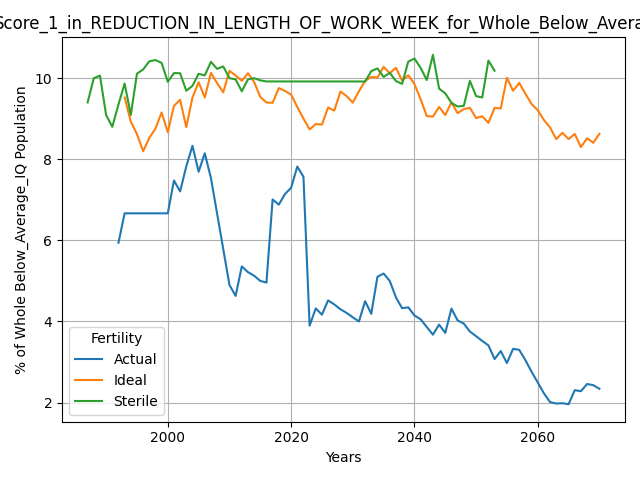 Score_1_in_REDUCTION_IN_LENGTH_OF_WORK_WEEK_for_Whole_Below_Avera
% of Whole Below_Average_IQ Population
10
8
6
4
2
Fertility
Actual
Ideal
Sterile
2000 2020 2040 2060
Years